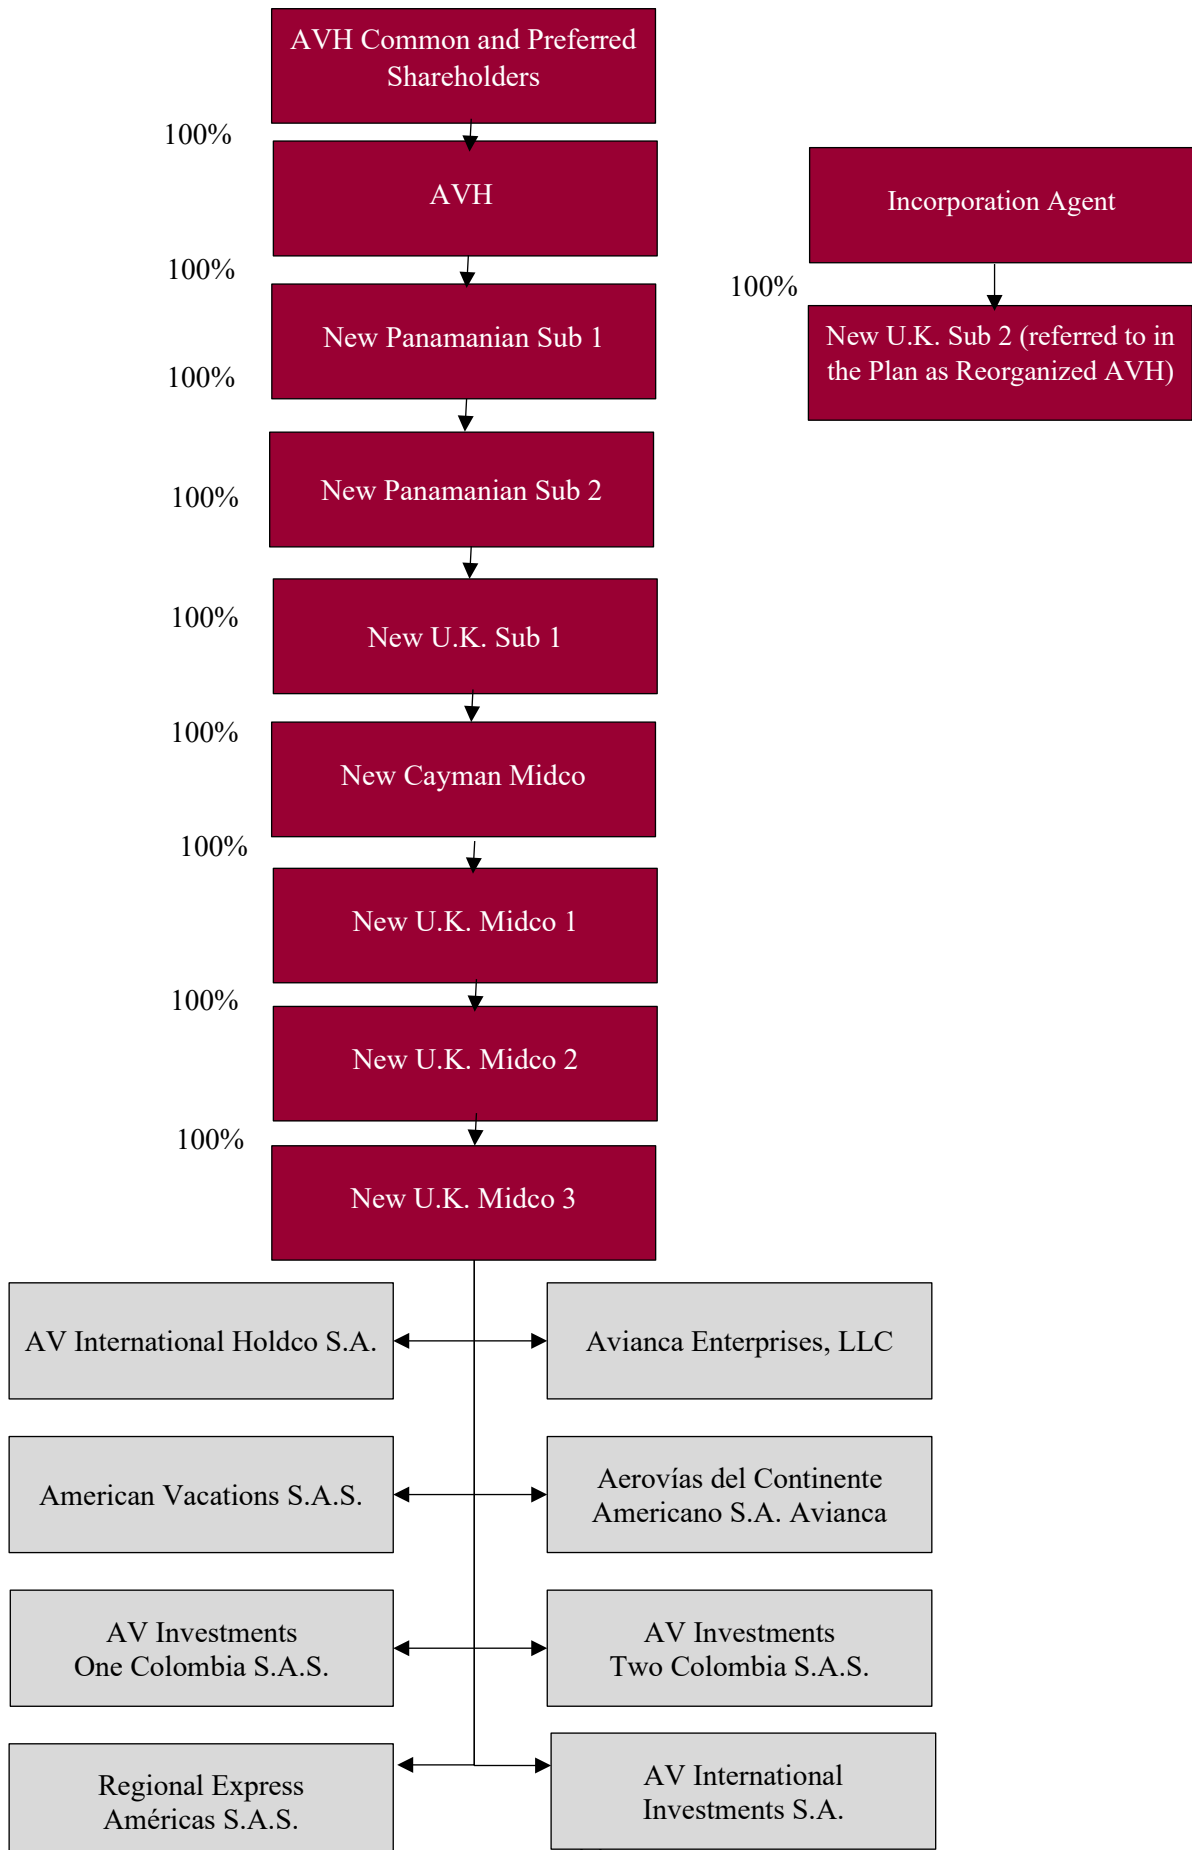 AVH Common and Preferred
Shareholders
100%
AVH
Incorporation Agent
100%
100%
New U.K. Sub 2 (referred to in
the Plan as Reorganized AVH)
New Panamanian Sub 1
100%
New Panamanian Sub 2
100%
100%
New U.K. Sub 1
100%
New Cayman Midco
100%
New U.K. Midco 1
100%
New U.K. Midco 2
100%
New U.K. Midco 3
AV International Holdco S.A.
Avianca Enterprises, LLC
American Vacations S.A.S.
Aerovías del Continente
Americano S.A. Avianca
AV Investments
One Colombia S.A.S.
AV Investments
Two Colombia S.A.S.
Regional Express
Américas S.A.S.
AV International
Investments S.A.